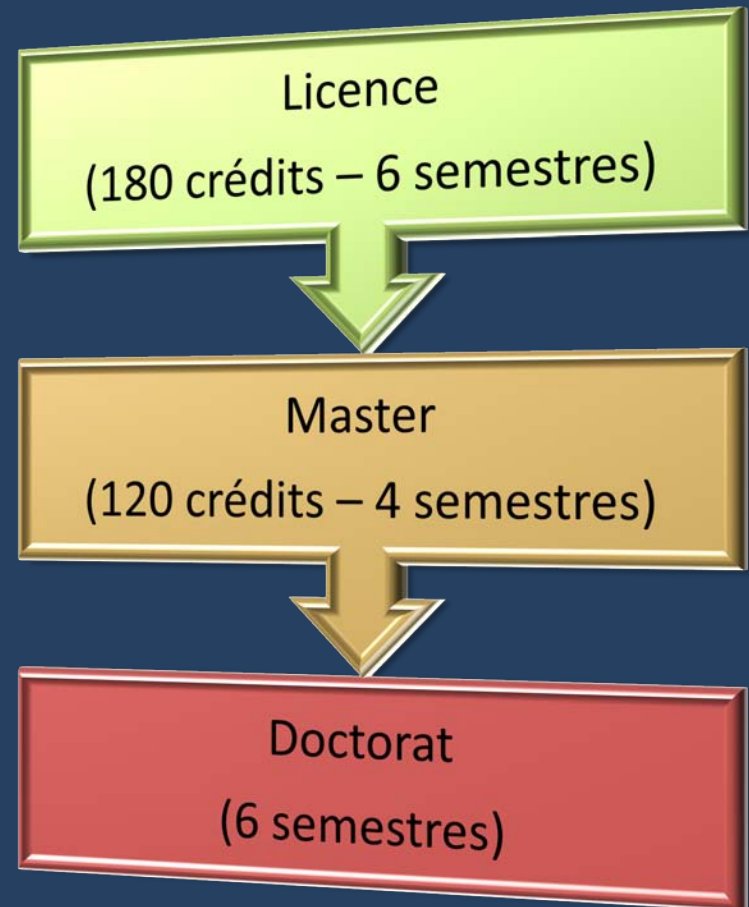 Licence
(180 crédits – 6 semestres)
Master
(120 crédits – 4 semestres)
Doctorat
(6 semestres)